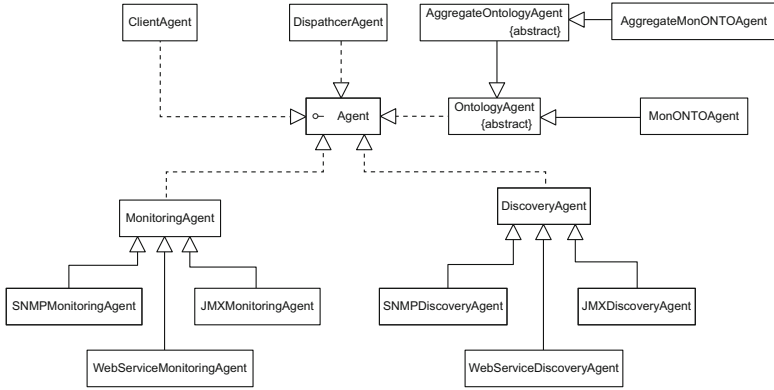 ClientAgent
DispathcerAgent
AggregateOntologyAgent
{abstract}
AggregateMonONTOAgent
Agent
OntologyAgent
{abstract}
MonONTOAgent
MonitoringAgent
DiscoveryAgent
SNMPMonitoringAgent
JMXMonitoringAgent
SNMPDiscoveryAgent
JMXDiscoveryAgent
WebServiceMonitoringAgent
WebServiceDiscoveryAgent